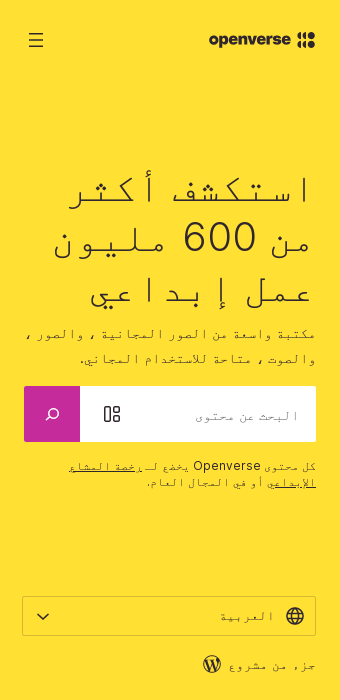 openverse
استكشف أكثر
من 600 مليون
عمل إبداعي
مكتبة واسعة من الصور المجانية ، والصور ،
والصوت ، متاحة للاستخدام المجاني.
البحث عن محتوى
كل محتوى Openverse يخضع لـ رخصة المشاع
الإبداعي أو في المجال العام.
العربية
جزء من مشروع